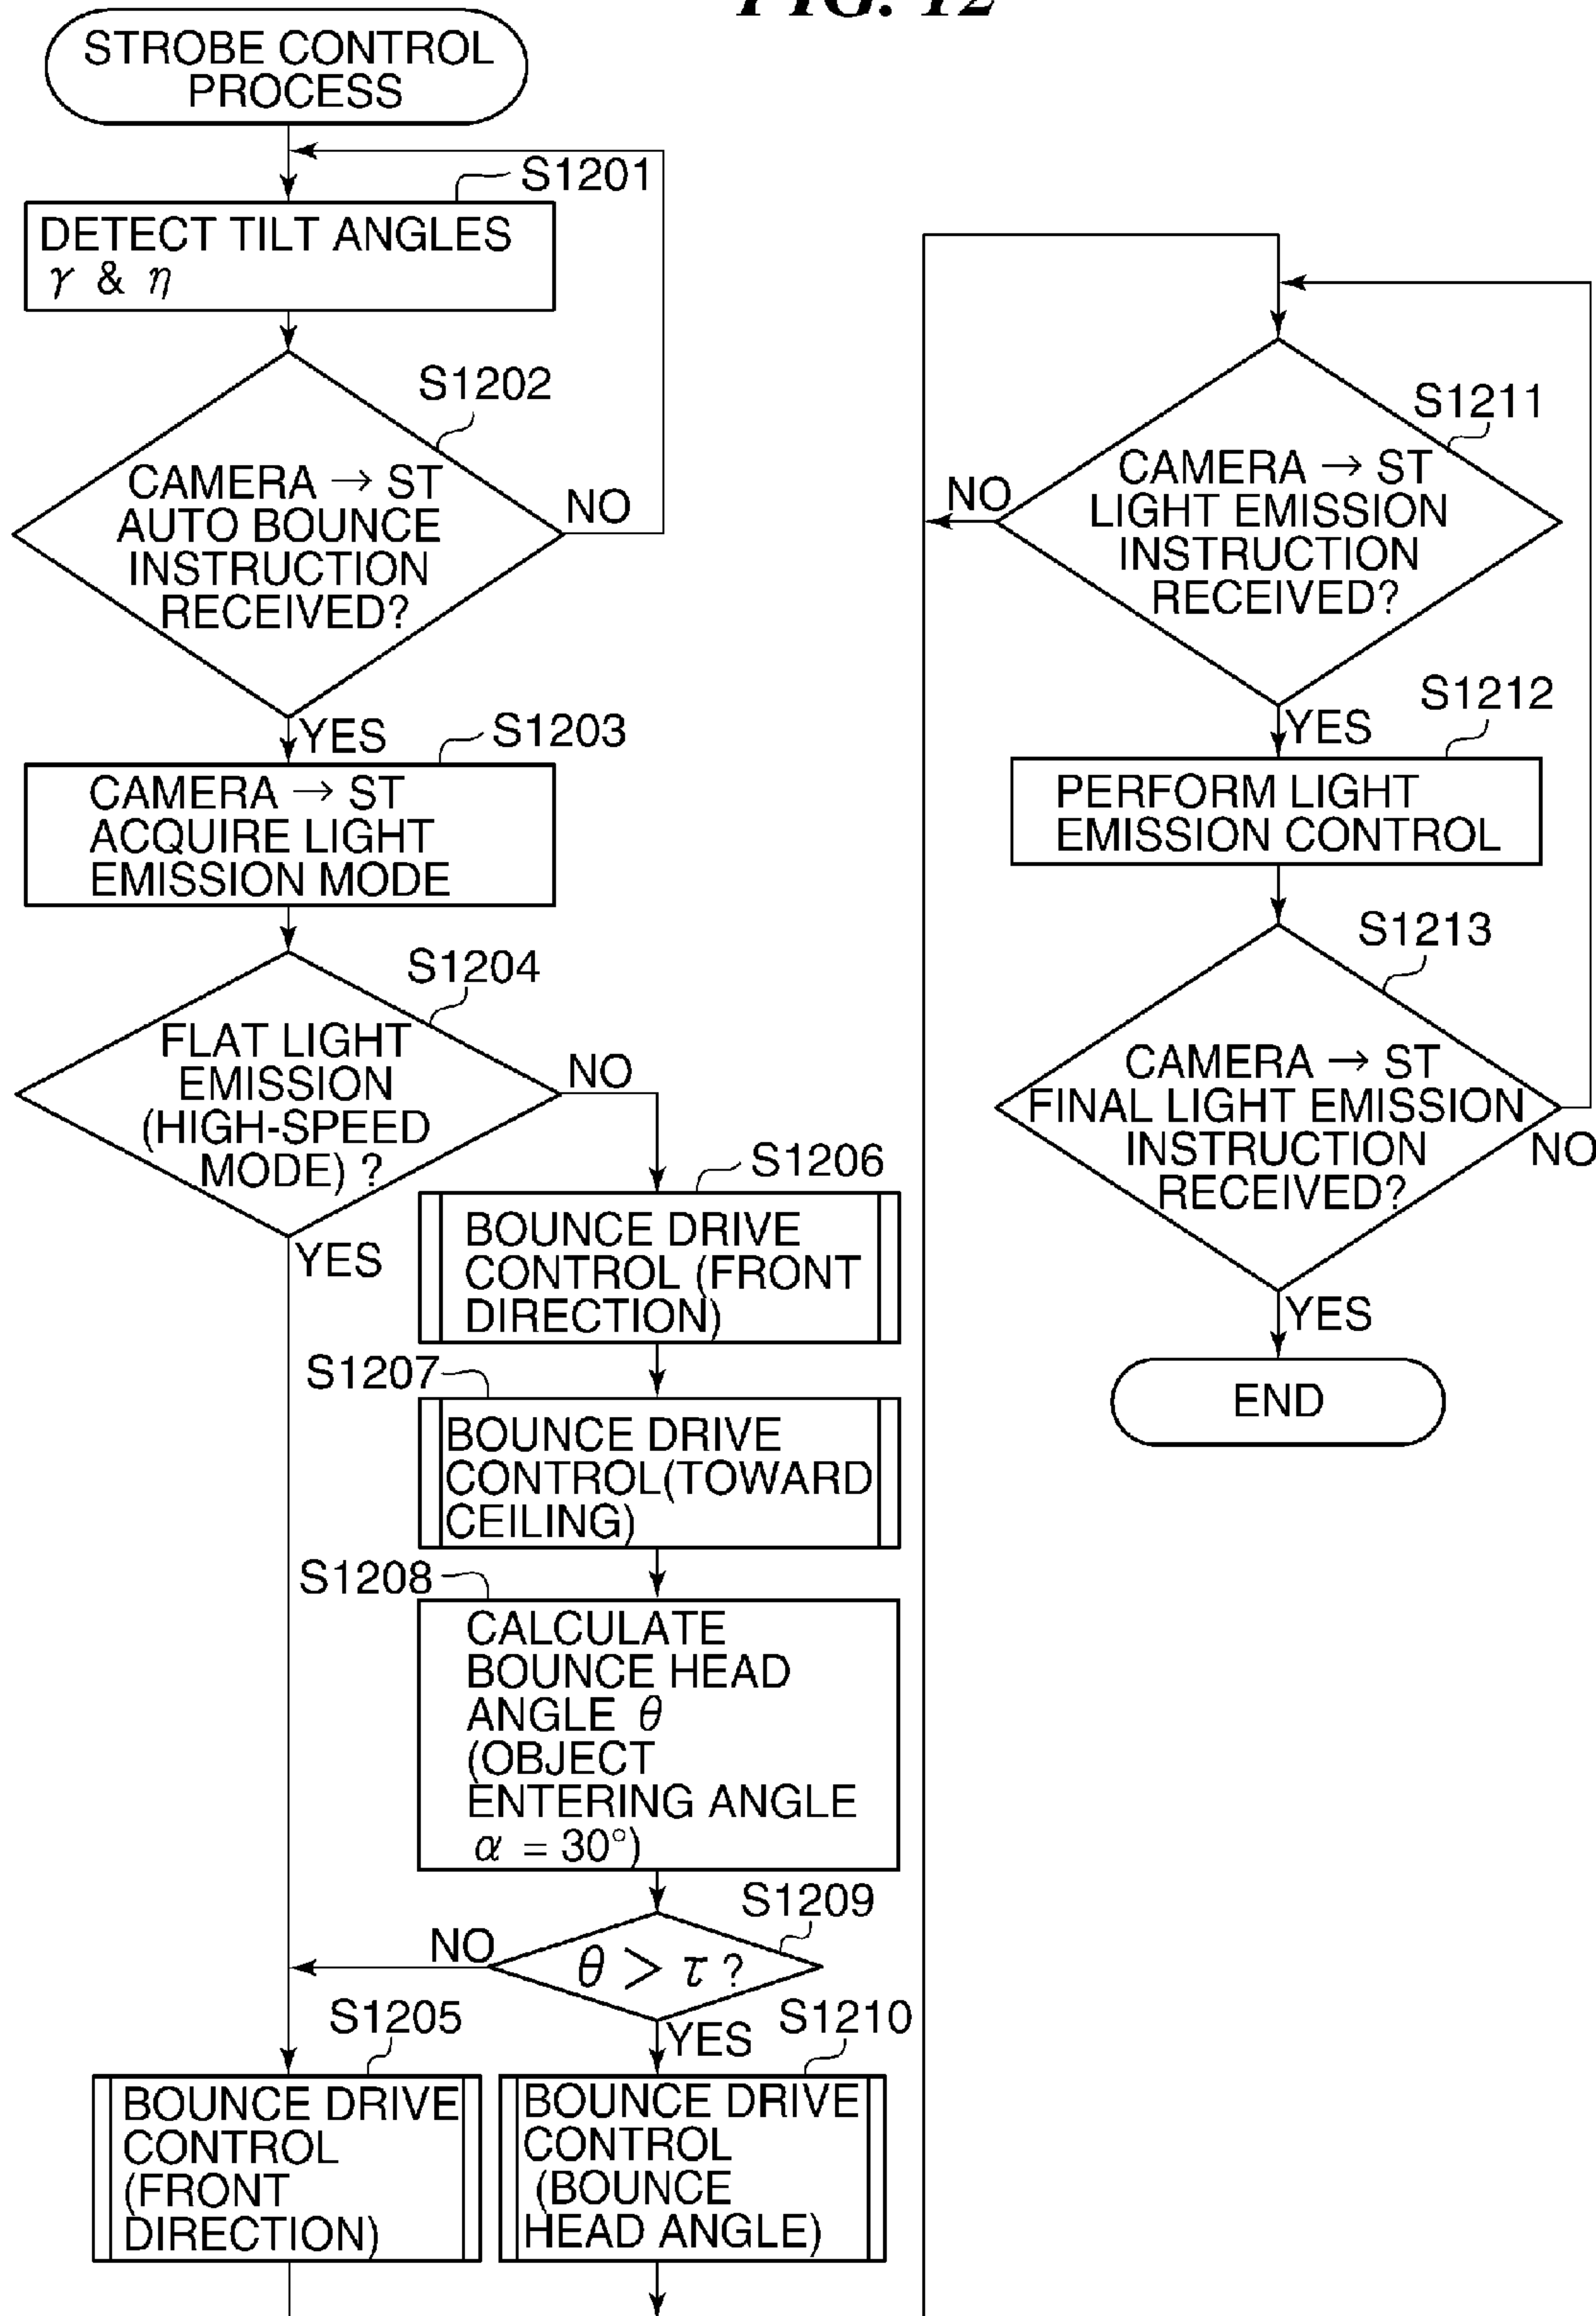 FIG. 12
STROBE CONTROL
PROCESS
S1201
DETECT TILT ANGLES
γ & η
S1202
CAMERA → ST
AUTO BOUNCE
INSTRUCTION
RECEIVED?
NO
YES
S1203
CAMERA → ST
ACQUIRE LIGHT
EMISSION MODE
S1204
FLAT LIGHT
EMISSION
(HIGH-SPEED
MODE) ?
NO
YES
S1206
BOUNCE DRIVE
CONTROL (FRONT
DIRECTION)
S1207
BOUNCE DRIVE
CONTROL(TOWARD
CEILING)
S1208
CALCULATE
BOUNCE HEAD
ANGLE θ
(OBJECT
ENTERING ANGLE
α = 30°)
S1209
θ > τ ?
NO
YES
S1205
BOUNCE DRIVE
CONTROL
(FRONT
DIRECTION)
S1210
BOUNCE DRIVE
CONTROL
(BOUNCE
HEAD ANGLE)
S1211
CAMERA → ST
LIGHT EMISSION
INSTRUCTION
RECEIVED?
NO
YES
S1212
PERFORM LIGHT
EMISSION CONTROL
S1213
CAMERA → ST
FINAL LIGHT EMISSION
INSTRUCTION
RECEIVED?
NO
YES
END